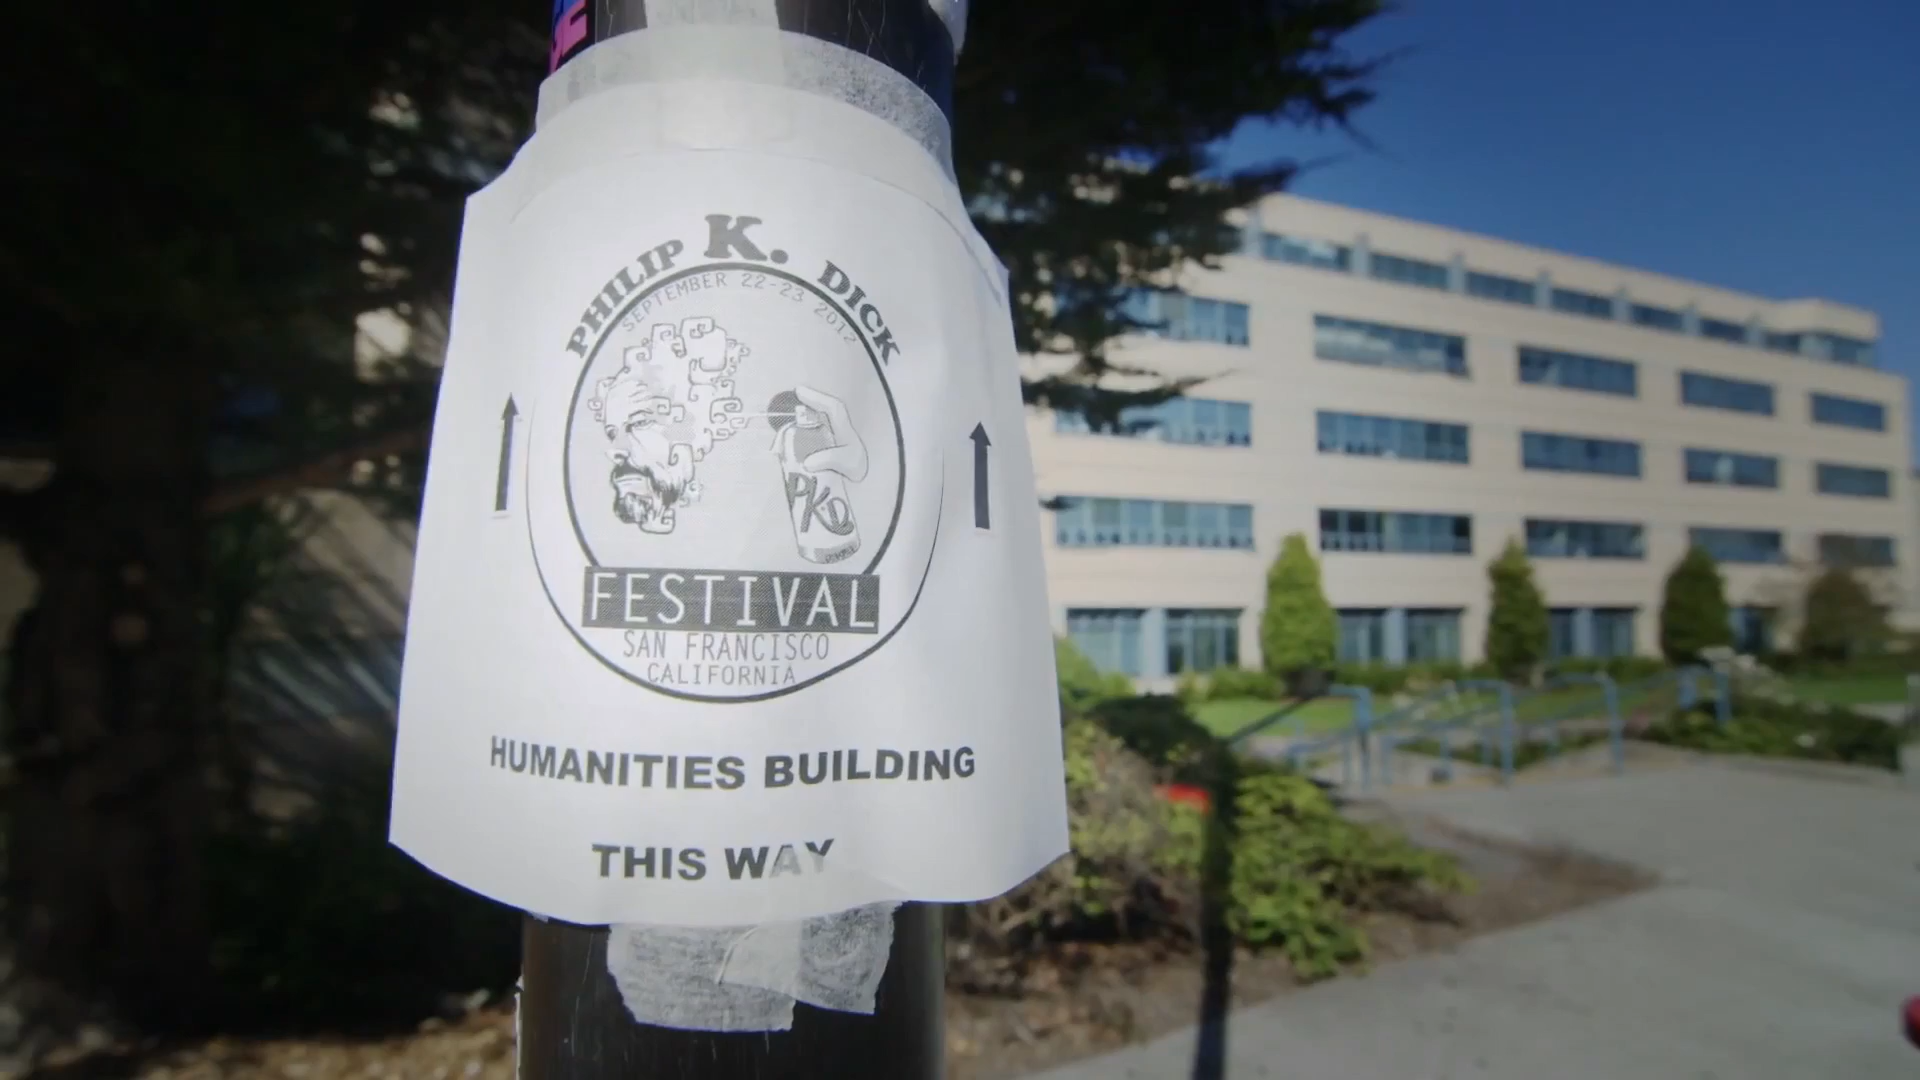 PHILIP K. DICK
SEPTEMBER 22-23 2012
PKD
FESTIVAL
SAN FRANCISCO
CALIFORNIA
HUMANITIES BUILDING
THIS WAY